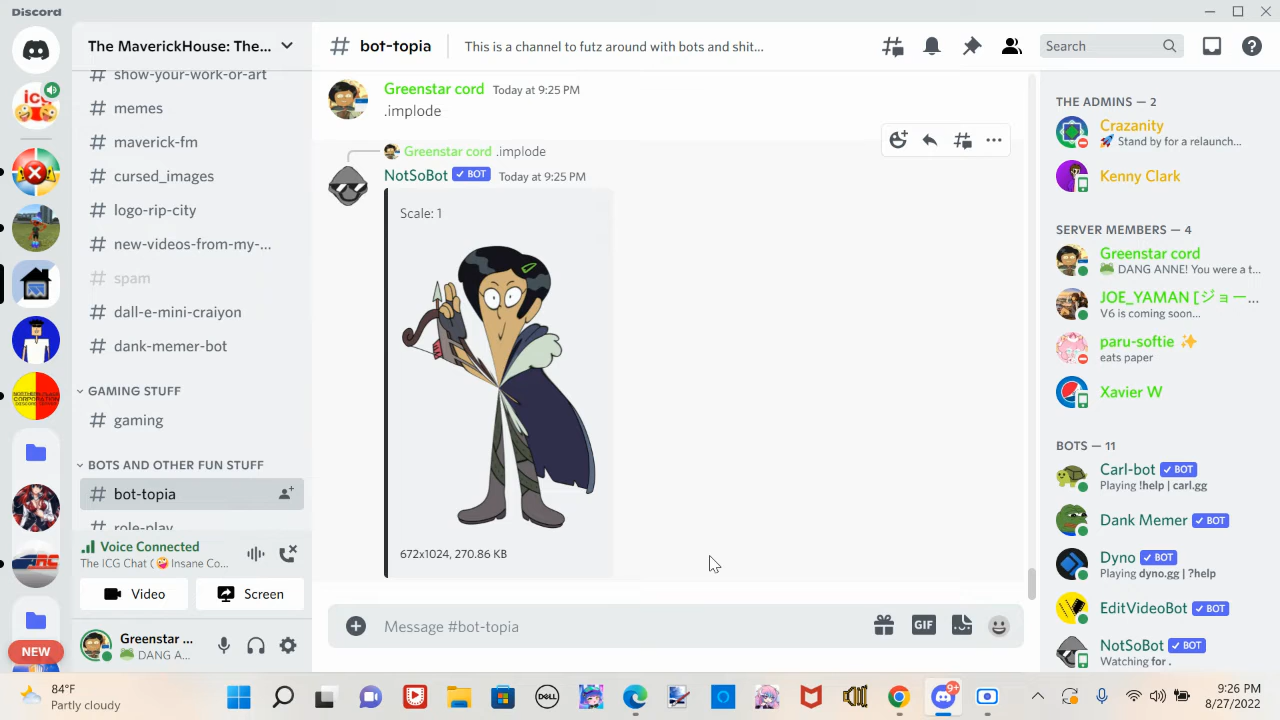 Discord
The MaverickHouse: The...
show-your-work-or-art
memes
maverick-fm
cursed_images
logo-rip-city
new-videos-from-my-...
spam
dall-e-mini-craiyon
dank-memer-bot
GAMING STUFF
gaming
BOTS AND OTHER FUN STUFF
bot-topia
role-play
Voice Connected
The ICG Chat ( Insane Co...
Video
Screen
Greenstar ...
DANG A...
NEW
bot-topia
This is a channel to futz around with bots and shit...
Search
Greenstar cord Today at 9:25 PM
.implode
Greenstar cord .implode
NotSoBot BOT Today at 9:25 PM
Scale: 1
672x1024, 270.86 KB
Message #bot-topia
GIF
THE ADMINS — 2
Crazanity
🚀 Stand by for a relaunch...
Kenny Clark
SERVER MEMBERS — 4
Greenstar cord
🐸 DANG ANNE! You were a t...
JOE_YAMAN [ジョー...
V6 is coming soon...
paru-softie ✨
eats paper
Xavier W
BOTS — 11
Carl-bot BOT
Playing !help | carl.gg
Dank Memer BOT
Dyno BOT
Playing dyno.gg | ?help
EditVideoBot BOT
NotSoBot BOT
Watching for .
84°F
Partly cloudy
DELL
9+
9:26 PM
8/27/2022